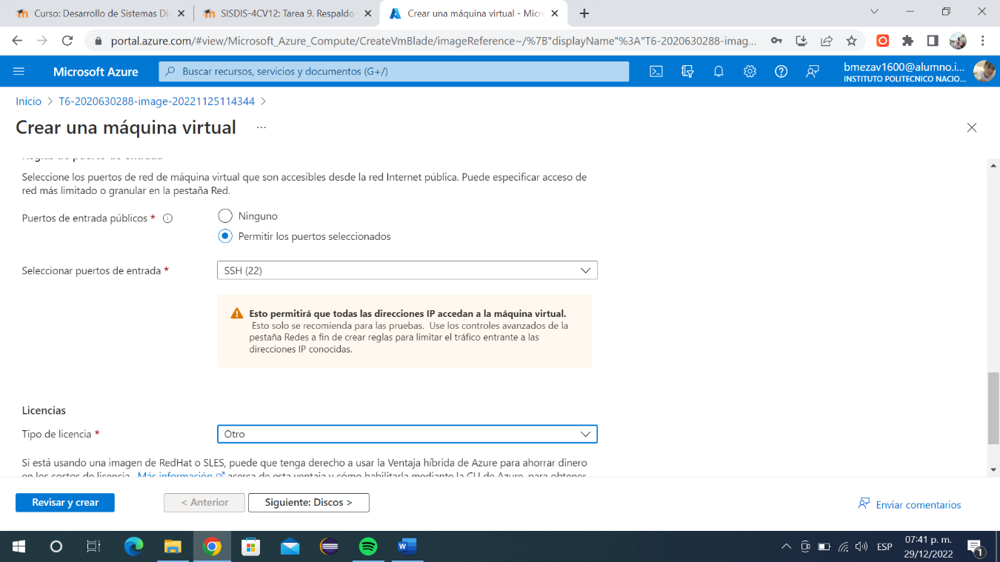 Curso: Desarrollo de Sistemas Dis
SISDIS-4CV12: Tarea 9. Respaldo
Crear una máquina virtual - Micro
portal.azure.com/#view/Microsoft_Azure_Compute/CreateVmBlade/imageReference~/%7B"displayName"%3A"T6-2020630288-imag...
Microsoft Azure
Buscar recursos, servicios y documentos (G+/)
bmezav1600@alumno.i...
INSTITUTO POLITECNICO NACIO...
Inicio > T6-2020630288-image-20221125114344 >
Crear una máquina virtual ...
Reglas de puerto de entrada
Seleccione los puertos de red de máquina virtual que son accesibles desde la red Internet pública. Puede especificar acceso de
red más limitado o granular en la pestaña Red.
Puertos de entrada públicos *
Ninguno
Permitir los puertos seleccionados
Seleccionar puertos de entrada *
SSH (22)
Esto permitirá que todas las direcciones IP accedan a la máquina virtual.
Esto solo se recomienda para las pruebas. Use los controles avanzados de la
pestaña Redes a fin de crear reglas para limitar el tráfico entrante a las
direcciones IP conocidas.
Licencias
Tipo de licencia *
Otro
Si está usando una imagen de RedHat o SLES, puede que tenga derecho a usar la Ventaja híbrida de Azure para ahorrar dinero
en los costos de licencia. Más información acerca de esta ventaja y cómo habilitarla mediante la CLI de Azure, para obtener
Revisar y crear
< Anterior
Siguiente: Discos >
Enviar comentarios
ESP
07:41 p. m.
29/12/2022
1